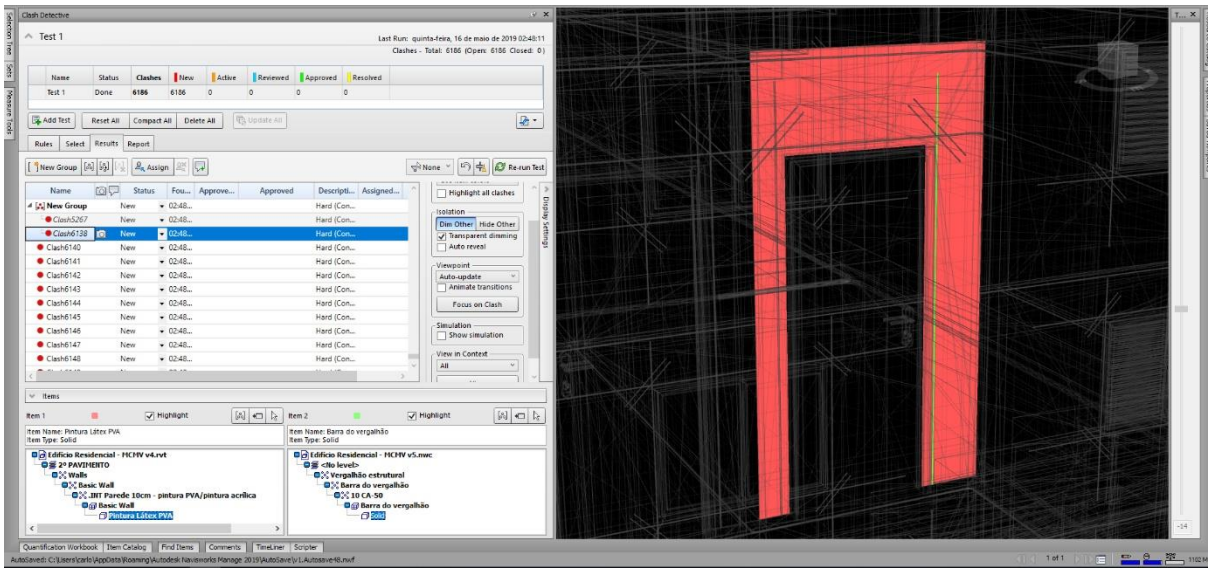 Clash Detective
Selection Tree
Sets
Measure Tools
Test 1
Last Run: quinta-feira, 16 de maio de 2019 02:48:11
Clashes - Total: 6186 (Open: 6186 Closed: 0)
Name Status Clashes New Active Reviewed Approved Resolved
Test 1 Done 6186 6186 0 0 0 0
Add Test Reset All Compact All Delete All Update All
Rules Select Results Report
New Group Assign None Re-run Test
Name Status Fou... Approve... Approved Descripti... Assigned...
New Group New 02:48... Hard (Con...
Clash5267 New 02:48... Hard (Con...
Clash6138 New 02:48... Hard (Con...
Clash6140 New 02:48... Hard (Con...
Clash6141 New 02:48... Hard (Con...
Clash6142 New 02:48... Hard (Con...
Clash6143 New 02:48... Hard (Con...
Clash6144 New 02:48... Hard (Con...
Clash6145 New 02:48... Hard (Con...
Clash6146 New 02:48... Hard (Con...
Clash6147 New 02:48... Hard (Con...
Clash6148 New 02:48... Hard (Con...
Highlight all clashes
Isolation
Dim Other Hide Other
Transparent dimming
Auto reveal
Viewpoint
Auto-update
Animate transitions
Focus on Clash
Simulation
Show simulation
View in Context
All
Display Settings
Items
Item 1 Highlight
Item Name: Pintura Látex PVA
Item Type: Solid
Edifício Residencial - MCMV v4.rvt
2º PAVIMENTO
Walls
Basic Wall
.INT Parede 10cm - pintura PVA/pintura acrílica
Basic Wall
Pintura Látex PVA
Item 2 Highlight
Item Name: Barra do vergalhão
Item Type: Solid
Edifício Residencial - MCMV v5.nwc
<No level>
Vergalhão estrutural
Barra do vergalhão
10 CA-50
Barra do vergalhão
Solid
T...
-14
Quantification Workbook Item Catalog Find Items Comments TimeLiner Scripter
AutoSaved: C:\Users\carlo\AppData\Roaming\Autodesk Navisworks Manage 2019\AutoSave\v1.Autosave48.nwf
1 of 1